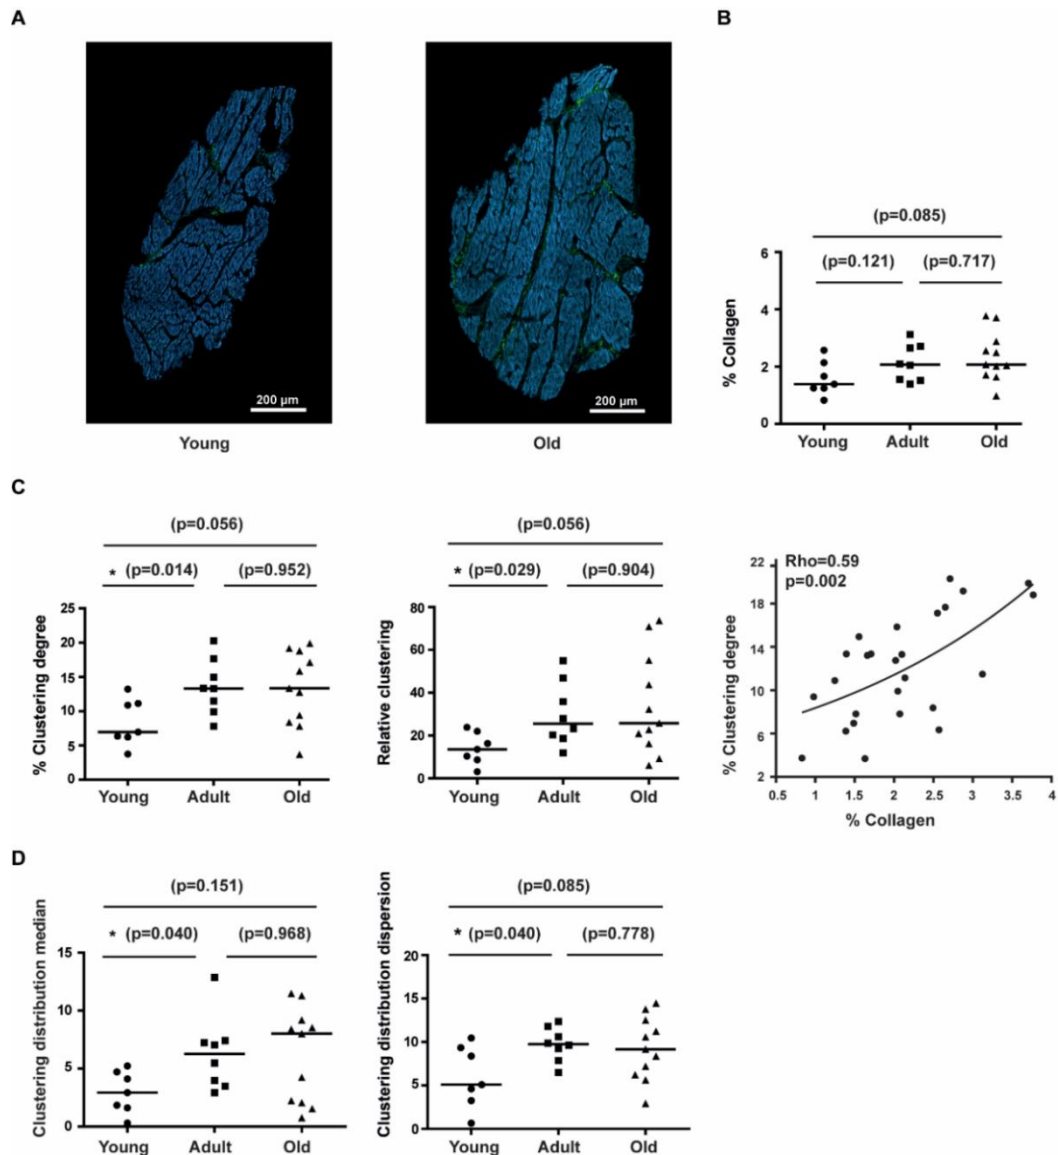 A
200 µm
Young
200 µm
Old
B
(p=0.085)
(p=0.121)
(p=0.717)
% Collagen
6
4
2
0
Young
Adult
Old
C
(p=0.056)
* (p=0.014)
(p=0.952)
% Clustering degree
25
20
15
10
5
0
Young
Adult
Old
(p=0.056)
* (p=0.029)
(p=0.904)
Relative clustering
80
60
40
20
0
Young
Adult
Old
Rho=0.59
p=0.002
% Clustering degree
22
18
14
10
6
2
0.5
1
1.5
2
2.5
3
3.5
4
% Collagen
D
(p=0.151)
* (p=0.040)
(p=0.968)
Clustering distribution median
15
10
5
0
Young
Adult
Old
(p=0.085)
* (p=0.040)
(p=0.778)
Clustering distribution dispersion
20
15
10
5
0
Young
Adult
Old